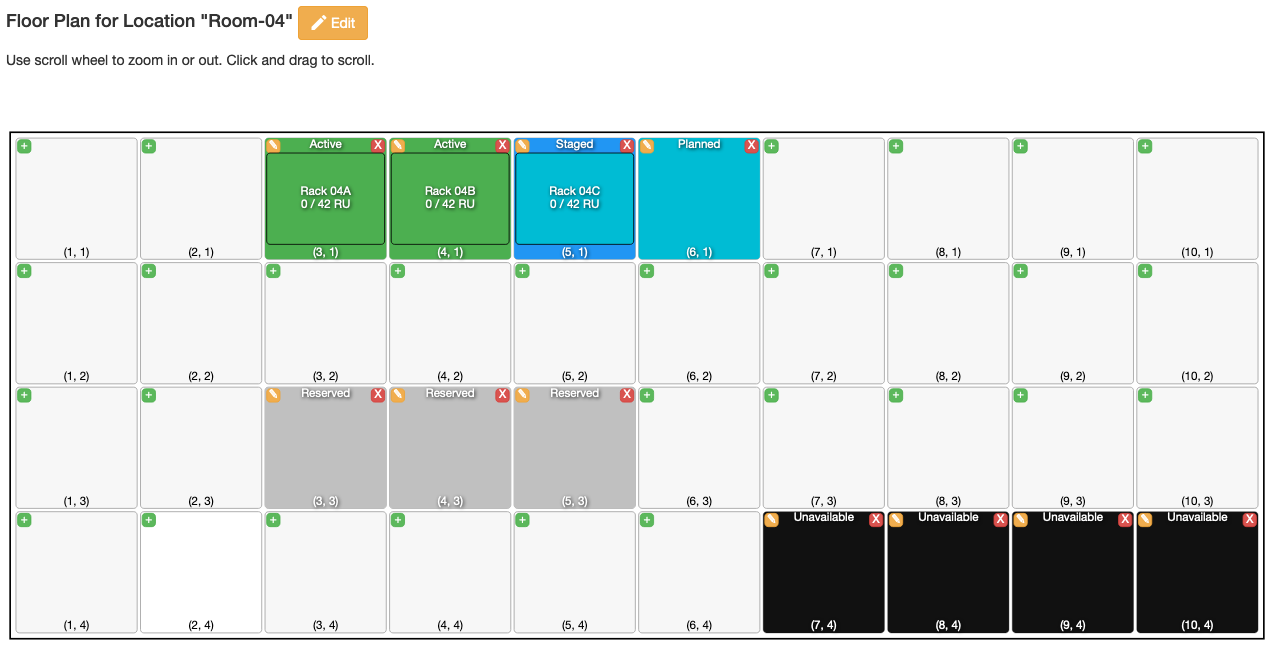 Floor Plan for Location "Room-04" Edit
Use scroll wheel to zoom in or out. Click and drag to scroll.
+ + Active X Active X Staged X Planned X + + + +
Rack 04A Rack 04B Rack 04C
0 / 42 RU 0 / 42 RU 0 / 42 RU
(1, 1) (2, 1) (3, 1) (4, 1) (5, 1) (6, 1) (7, 1) (8, 1) (9, 1) (10, 1)
+ + + + + + + + + +
(1, 2) (2, 2) (3, 2) (4, 2) (5, 2) (6, 2) (7, 2) (8, 2) (9, 2) (10, 2)
+ + Reserved X Reserved X Reserved X + + + + +
(1, 3) (2, 3) (3, 3) (4, 3) (5, 3) (6, 3) (7, 3) (8, 3) (9, 3) (10, 3)
+ + + + + + Unavailable X Unavailable X Unavailable X Unavailable X
(1, 4) (2, 4) (3, 4) (4, 4) (5, 4) (6, 4) (7, 4) (8, 4) (9, 4) (10, 4)